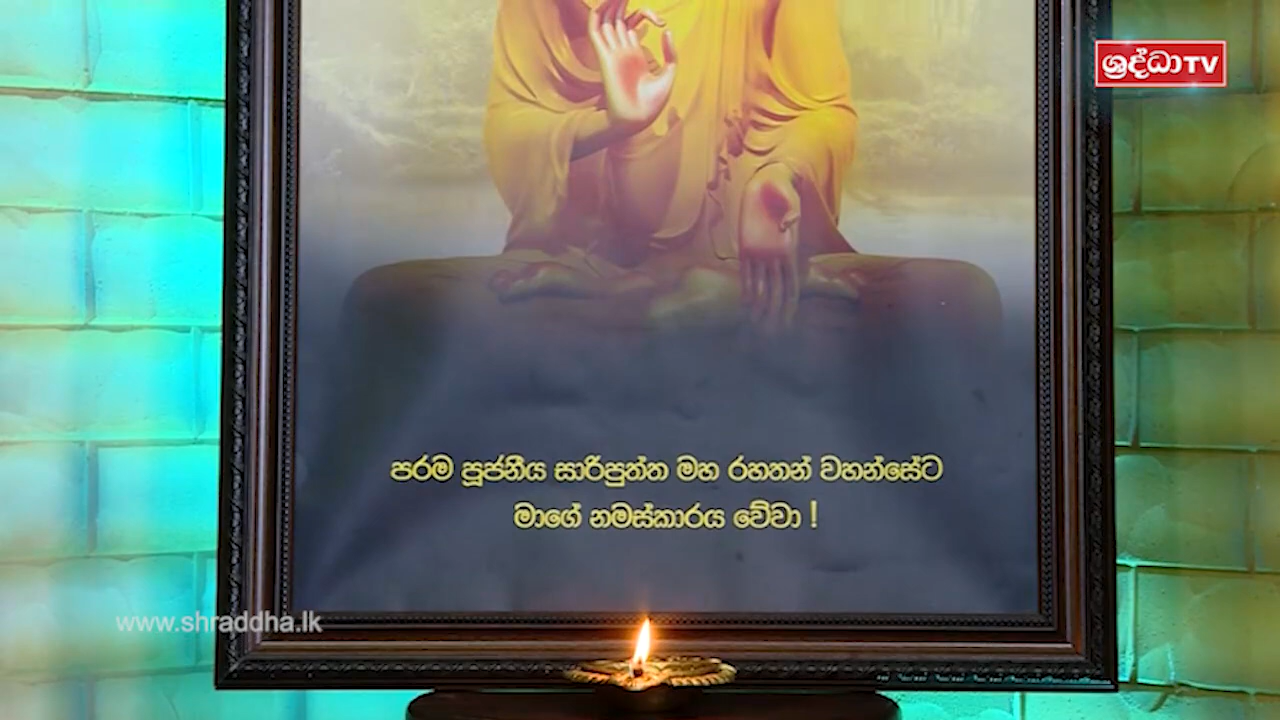 ශ්‍රද්ධා TV
පරම පූජනීය සාරිපුත්ත මහ රහතන් වහන්සේට
මාගේ නමස්කාරය වේවා !
www.shraddha.lk